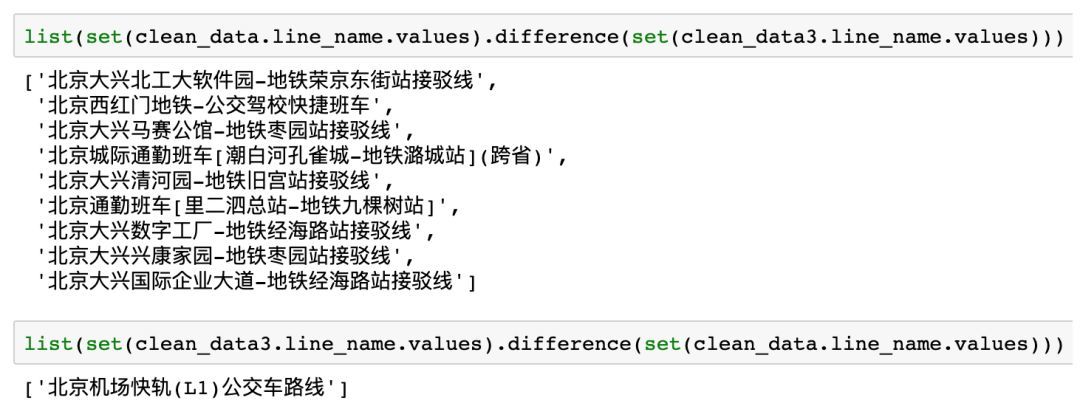 list(set(clean_data.line_name.values).difference(set(clean_data3.line_name.values)))
['北京大兴北工大软件园-地铁荣京东街站接驳线',
'北京西红门地铁-公交驾校快捷班车',
'北京大兴马赛公馆-地铁枣园站接驳线',
'北京城际通勤班车[潮白河孔雀城-地铁潞城站](跨省)',
'北京大兴清河园-地铁旧宫站接驳线',
'北京通勤班车[里二泗总站-地铁九棵树站]',
'北京大兴数字工厂-地铁经海路站接驳线',
'北京大兴兴康家园-地铁枣园站接驳线',
'北京大兴国际企业大道-地铁经海路站接驳线']
list(set(clean_data3.line_name.values).difference(set(clean_data.line_name.values)))
['北京机场快轨(L1)公交车路线']